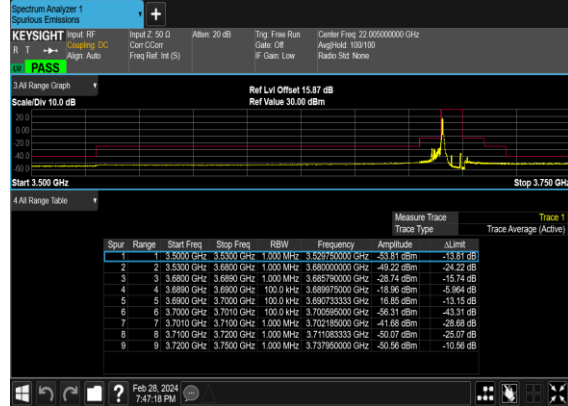 Spectrum Analyzer 1
Spurious Emissions
+
KEYSIGHT Input: RF Input Z: 50 Ω Atten: 20 dB Trig: Free Run Center Freq: 22.005000000 GHz
R T Coupling: DC Corr CCorr Gate: Off Avg|Hold: 100/100
Align: Auto Freq Ref: Int (S) IF Gain: Low Radio Std: None
PASS
3 All Range Graph
Ref Lvl Offset 15.87 dB
Scale/Div 10.0 dB Ref Value 30.00 dBm
20.0
0.00
-20.0
-40.0
-60.0
Start 3.500 GHz Stop 3.750 GHz
4 All Range Table
Measure Trace Trace 1
Trace Type Trace Average (Active)
Spur Range Start Freq Stop Freq RBW Frequency Amplitude ΔLimit
1 1 3.5000 GHz 3.5300 GHz 1.000 MHz 3.529750000 GHz -53.81 dBm -13.81 dB
2 2 3.5300 GHz 3.6800 GHz 1.000 MHz 3.680000000 GHz -49.22 dBm -24.22 dB
3 3 3.6800 GHz 3.6890 GHz 1.000 MHz 3.685790000 GHz -28.74 dBm -15.74 dB
4 4 3.6890 GHz 3.6900 GHz 100.0 kHz 3.689975000 GHz -18.96 dBm -5.964 dB
5 5 3.6900 GHz 3.7000 GHz 100.0 kHz 3.690733333 GHz 16.85 dBm -13.15 dB
6 6 3.7000 GHz 3.7010 GHz 100.0 kHz 3.700595000 GHz -56.31 dBm -43.31 dB
7 7 3.7010 GHz 3.7100 GHz 1.000 MHz 3.702185000 GHz -41.68 dBm -28.68 dB
8 8 3.7100 GHz 3.7200 GHz 1.000 MHz 3.711083333 GHz -50.07 dBm -25.07 dB
9 9 3.7200 GHz 3.7500 GHz 1.000 MHz 3.737950000 GHz -50.56 dBm -10.56 dB
? Feb 28, 2024
7:47:18 PM